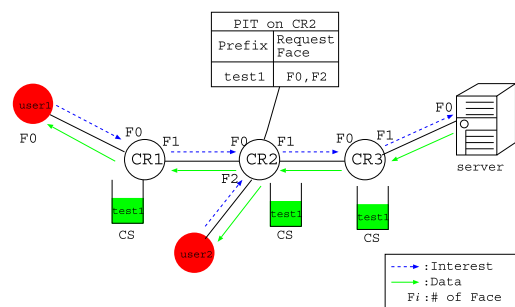 PIT on CR2
Prefix
Request
Face
test1
F0,F2
user1
F0
F0
CR1
F1
F0
CR2
F1
F2
F0
CR3
F1
F0
server
test1
CS
user2
test1
CS
test1
CS
:Interest
:Data
Fi:# of Face